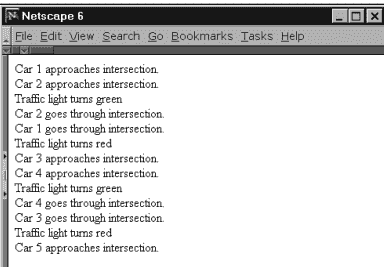 Netscape 6
File Edit View Search Go Bookmarks Tasks Help
Car 1 approaches intersection.
Car 2 approaches intersection.
Traffic light turns green
Car 2 goes through intersection.
Car 1 goes through intersection.
Traffic light turns red
Car 3 approaches intersection.
Car 4 approaches intersection.
Traffic light turns green
Car 4 goes through intersection.
Car 3 goes through intersection.
Traffic light turns red
Car 5 approaches intersection.